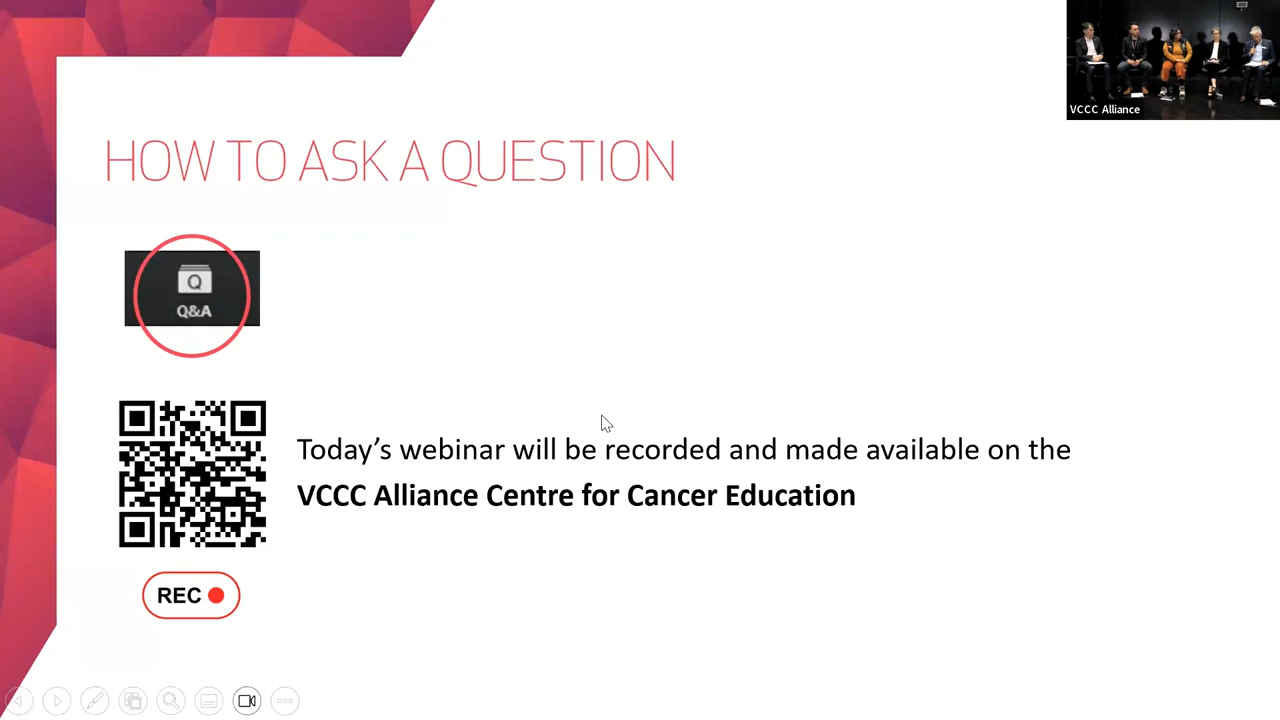 VCCC Alliance
HOW TO ASK A QUESTION
Q
Q&A
Today’s webinar will be recorded and made available on the
VCCC Alliance Centre for Cancer Education
REC